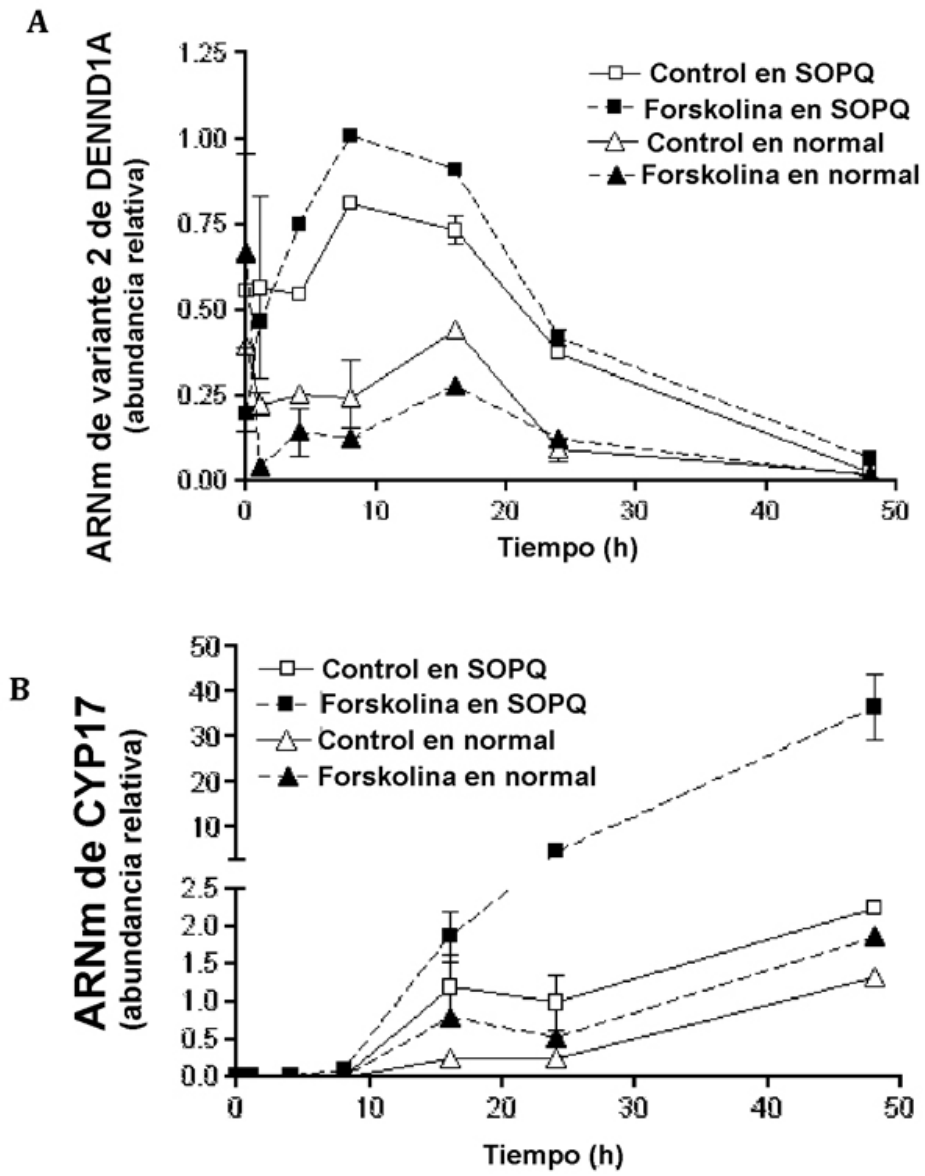 A
ARNm de variante 2 de DENND1A
(abundancia relativa)
1.25
1.00
0.75
0.50
0.25
0.00
0
10
20
30
40
50
Tiempo (h)
Control en SOPQ
Forskolina en SOPQ
Control en normal
Forskolina en normal
B
ARNm de CYP17
(abundancia relativa)
50
40
30
20
10
2.5
2.0
1.5
1.0
0.5
0.0
0
10
20
30
40
50
Tiempo (h)
Control en SOPQ
Forskolina en SOPQ
Control en normal
Forskolina en normal